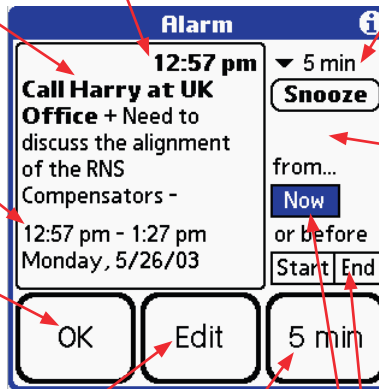 Alarm i
12:57 pm
Call Harry at UK
Office + Need to
discuss the alignment
of the RNS
Compensators -
12:57 pm - 1:27 pm
Monday, 5/26/03
5 min
Snooze
from...
Now
or before
Start End
OK Edit 5 min